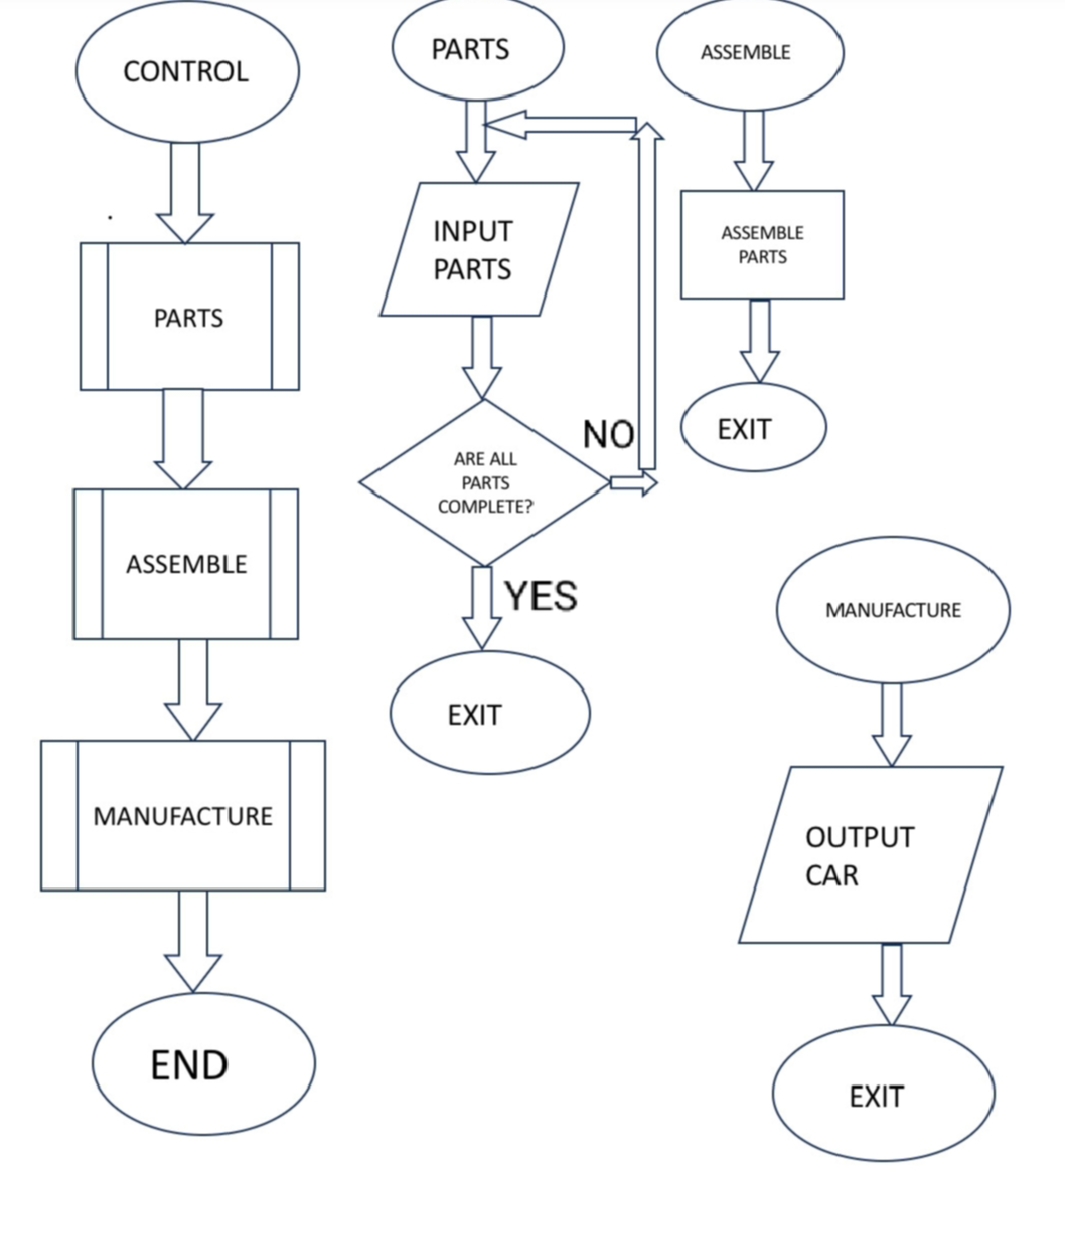 CONTROL
PARTS
ASSEMBLE
MANUFACTURE
END
PARTS
INPUT
PARTS
ARE ALL
PARTS
COMPLETE?'
NO
YES
EXIT
ASSEMBLE
ASSEMBLE
PARTS
EXIT
MANUFACTURE
OUTPUT
CAR
EXIT